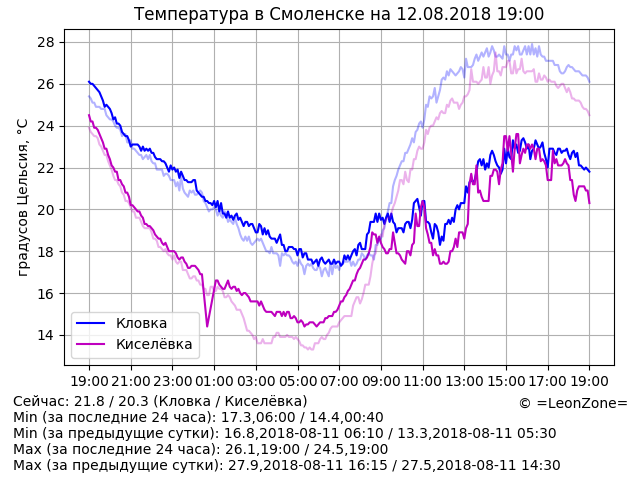 Температура в Смоленске на 12.08.2018 19:00
28
26
24
22
20
18
16
14
градусов Цельсия, °C
Кловка
Киселёвка
19:00 21:00 23:00 01:00 03:00 05:00 07:00 09:00 11:00 13:00 15:00 17:00 19:00
Сейчас: 21.8 / 20.3 (Кловка / Киселёвка)
© =LeonZone=
Min (за последние 24 часа): 17.3,06:00 / 14.4,00:40
Min (за предыдущие сутки): 16.8,2018-08-11 06:10 / 13.3,2018-08-11 05:30
Max (за последние 24 часа): 26.1,19:00 / 24.5,19:00
Max (за предыдущие сутки): 27.9,2018-08-11 16:15 / 27.5,2018-08-11 14:30